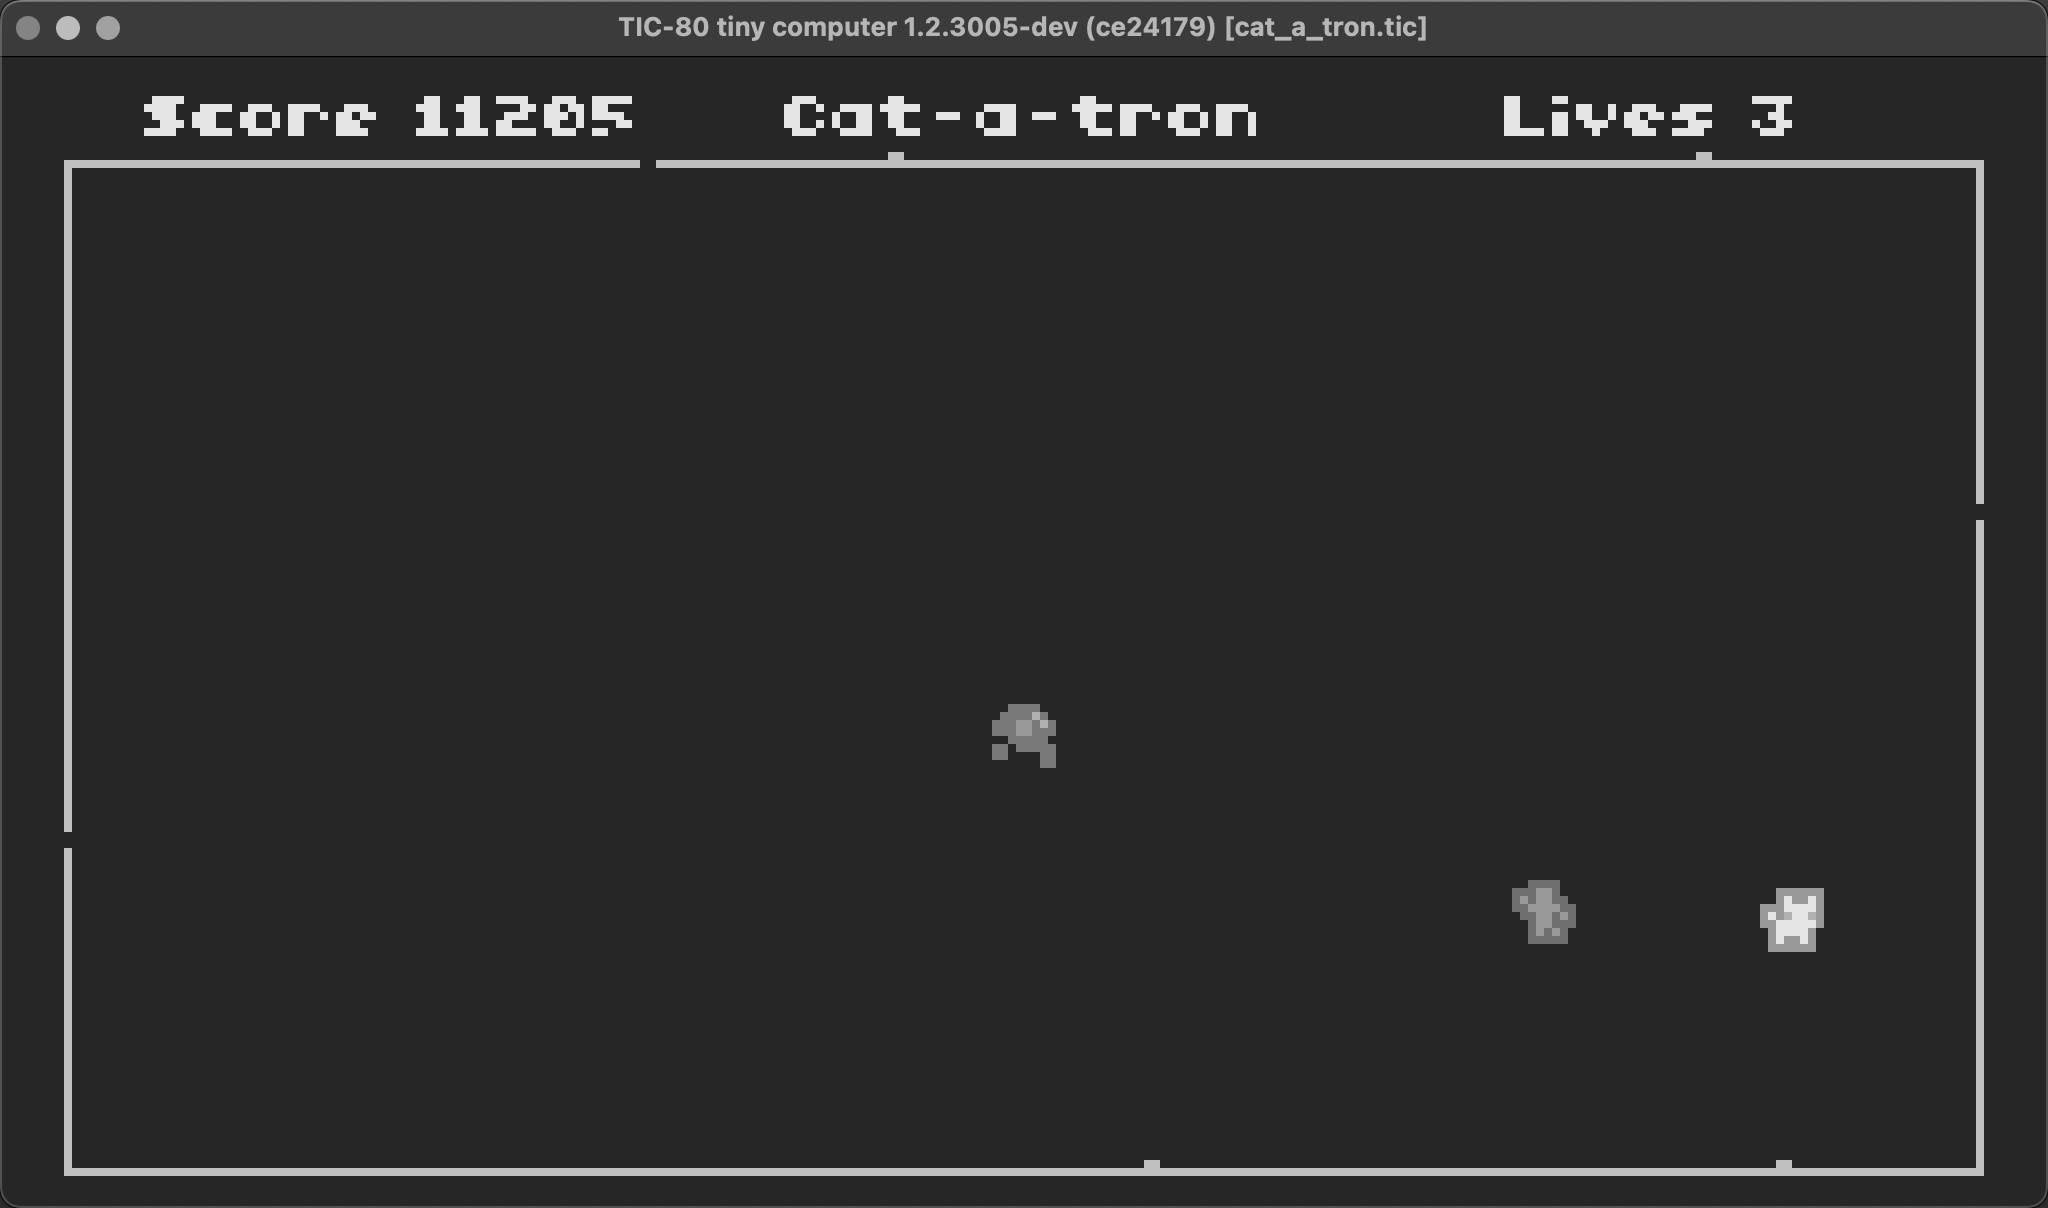 TIC-80 tiny computer 1.2.3005-dev (ce24179) [cat_a_tron.tic]
Score 11205 Cat-a-tron Lives 3